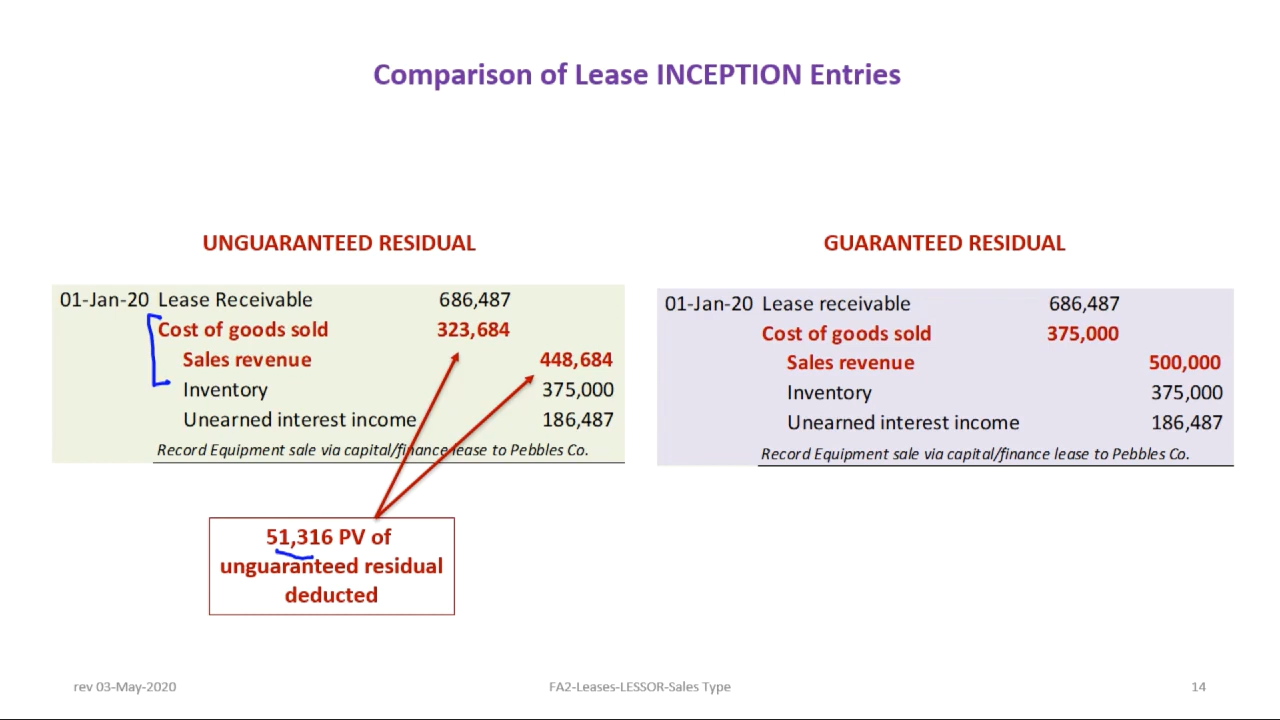 Comparison of Lease INCEPTION Entries
UNGUARANTEED RESIDUAL
01-Jan-20 Lease Receivable 686,487
Cost of goods sold 323,684
Sales revenue 448,684
Inventory 375,000
Unearned interest income 186,487
Record Equipment sale via capital/finance lease to Pebbles Co.
51,316 PV of
unguaranteed residual
deducted
GUARANTEED RESIDUAL
01-Jan-20 Lease receivable 686,487
Cost of goods sold 375,000
Sales revenue 500,000
Inventory 375,000
Unearned interest income 186,487
Record Equipment sale via capital/finance lease to Pebbles Co.
rev 03-May-2020 FA2-Leases-LESSOR-Sales Type 14